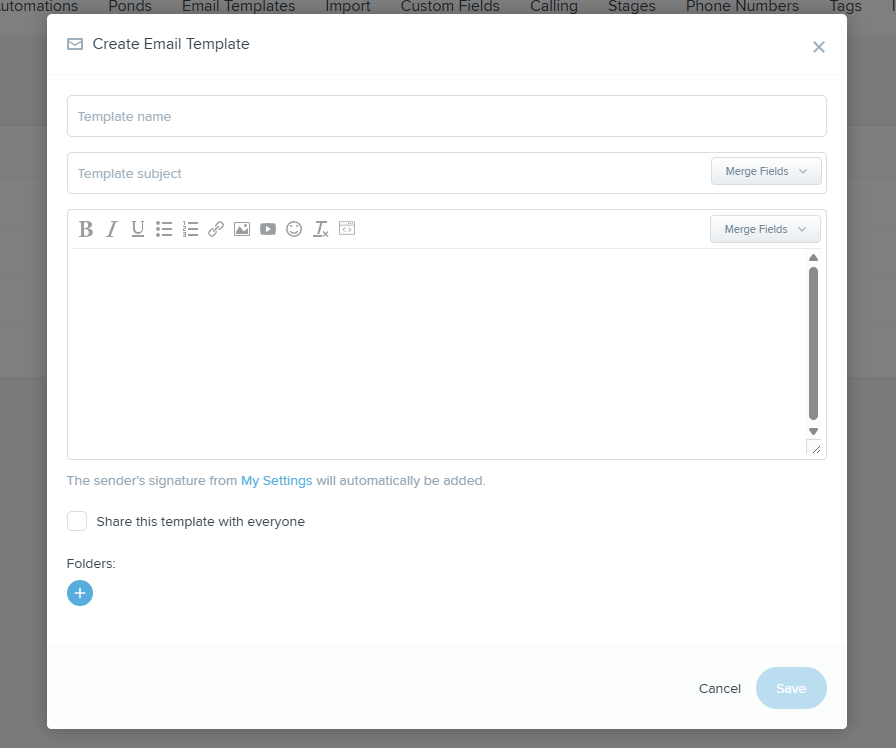 utomations Ponds Email Templates Import Custom Fields Calling Stages Phone Numbers Tags
Create Email Template
Template name
Template subject
Merge Fields
B I U
Merge Fields
The sender's signature from My Settings will automatically be added.
Share this template with everyone
Folders:
Cancel
Save